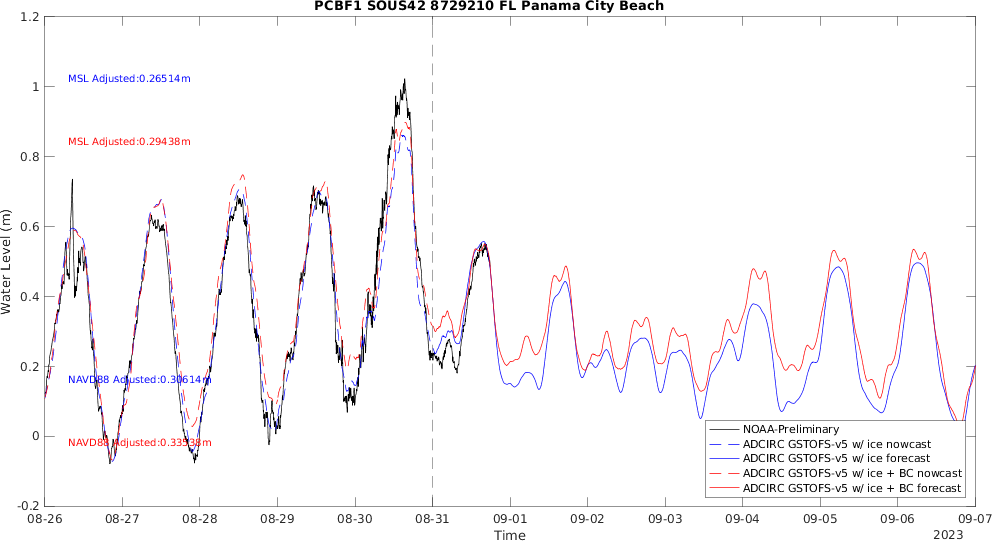 PCBF1 SOUS42 8729210 FL Panama City Beach
1.2
1
0.8
0.6
0.4
0.2
0
-0.2
Water Level (m)
MSL Adjusted:0.26514m
MSL Adjusted:0.29438m
NAVD88 Adjusted:0.30614m
NAVD88 Adjusted:0.33538m
NOAA-Preliminary
ADCIRC GSTOFS-v5 w/ ice nowcast
ADCIRC GSTOFS-v5 w/ ice forecast
ADCIRC GSTOFS-v5 w/ ice + BC nowcast
ADCIRC GSTOFS-v5 w/ ice + BC forecast
08-26 08-27 08-28 08-29 08-30 08-31 09-01 09-02 09-03 09-04 09-05 09-06 09-07
Time
2023